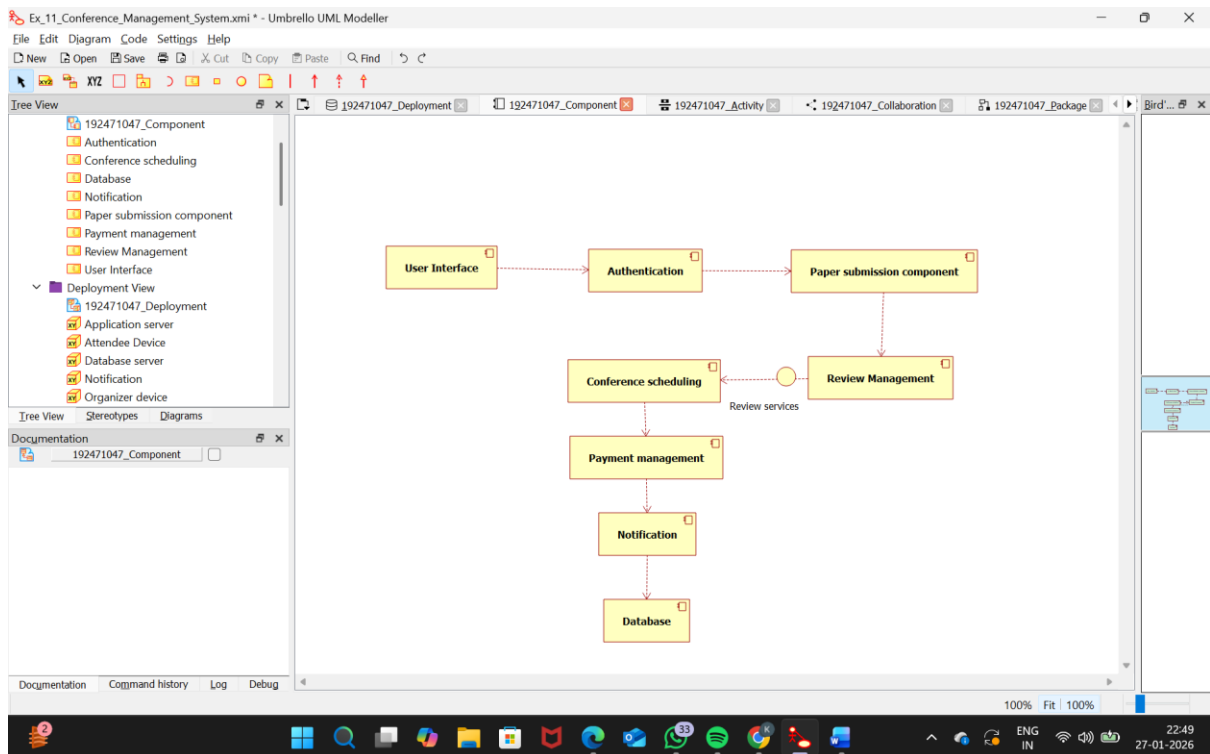 Ex_11_Conference_Management_System.xmi * - Umbrello UML Modeller
File Edit Diagram Code Settings Help
New Open Save Cut Copy Paste Find
XYZ XYZ
Tree View
192471047_Component
Authentication
Conference scheduling
Database
Notification
Paper submission component
Payment management
Review Management
User Interface
Deployment View
192471047_Deployment
Application server
Attendee Device
Database server
Notification
Organizer device
Tree View Stereotypes Diagrams
Documentation
192471047_Component
Documentation Command history Log Debug
192471047_Deployment 192471047_Component 192471047_Activity 192471047_Collaboration 192471047_Package
Bird'...
User Interface
Authentication
Paper submission component
Conference scheduling
Review services
Review Management
Payment management
Notification
Database
100% Fit 100%
2
33
K
W
ENG
IN
22:49
27-01-2026